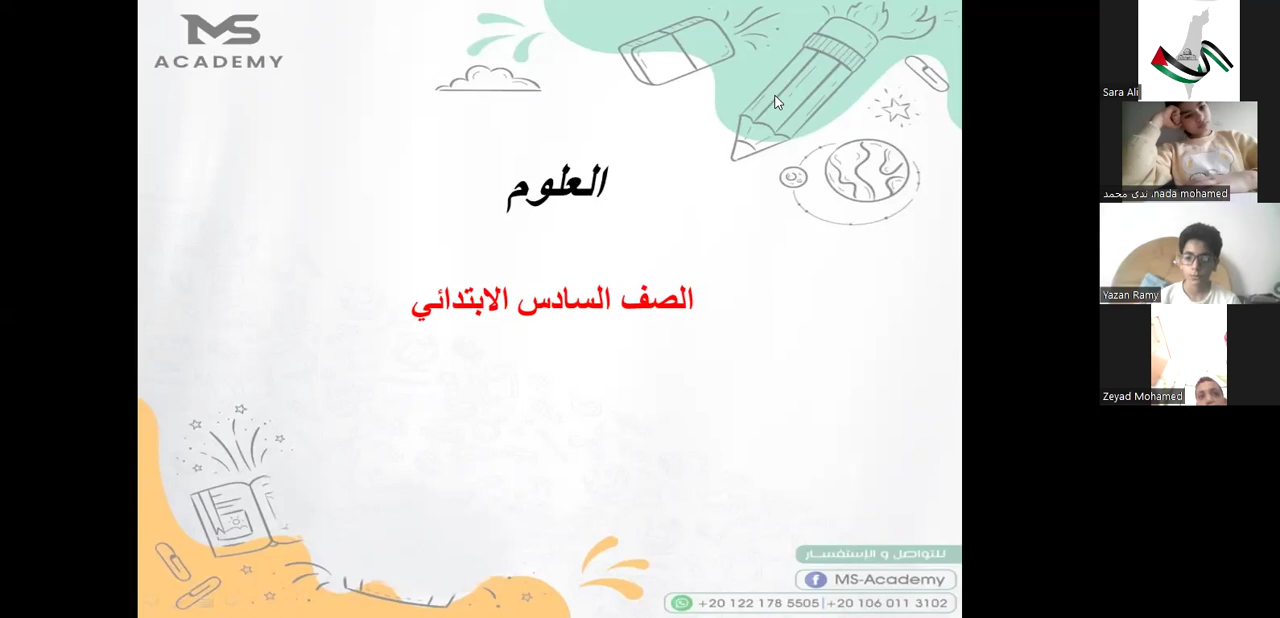 MS
ACADEMY
العلوم
الصف السادس الابتدائي
للتواصل و الإستفسار
MS-Academy
+20 122 178 5505|+20 106 011 3102
Sara Ali
ندى محمد .nada mohamed
Yazan Ramy
Zeyad Mohamed